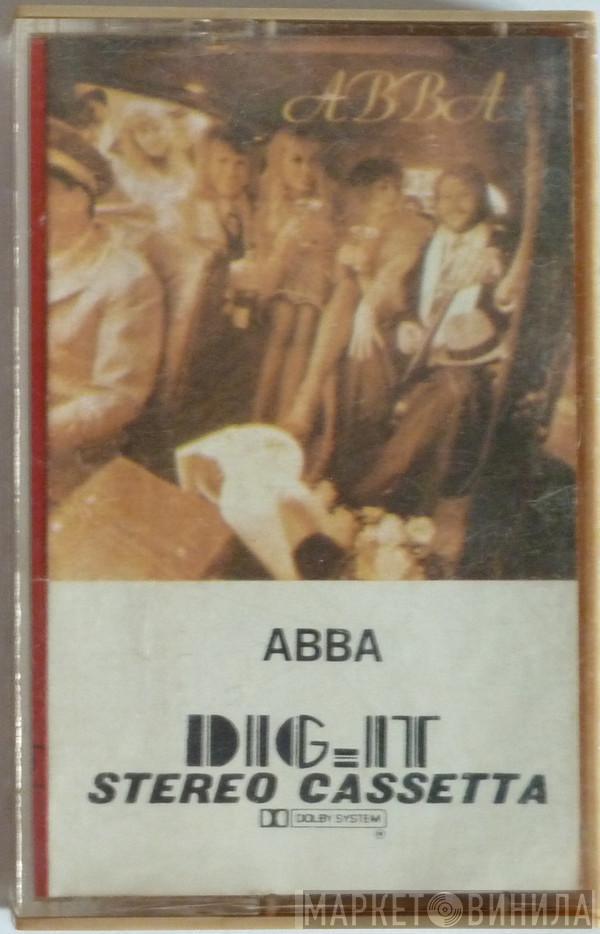 ABBA
ABBA
DIG-IT
STEREO CASSETTA
DOLBY SYSTEM
®
МАРКЕТ ВИНИЛА